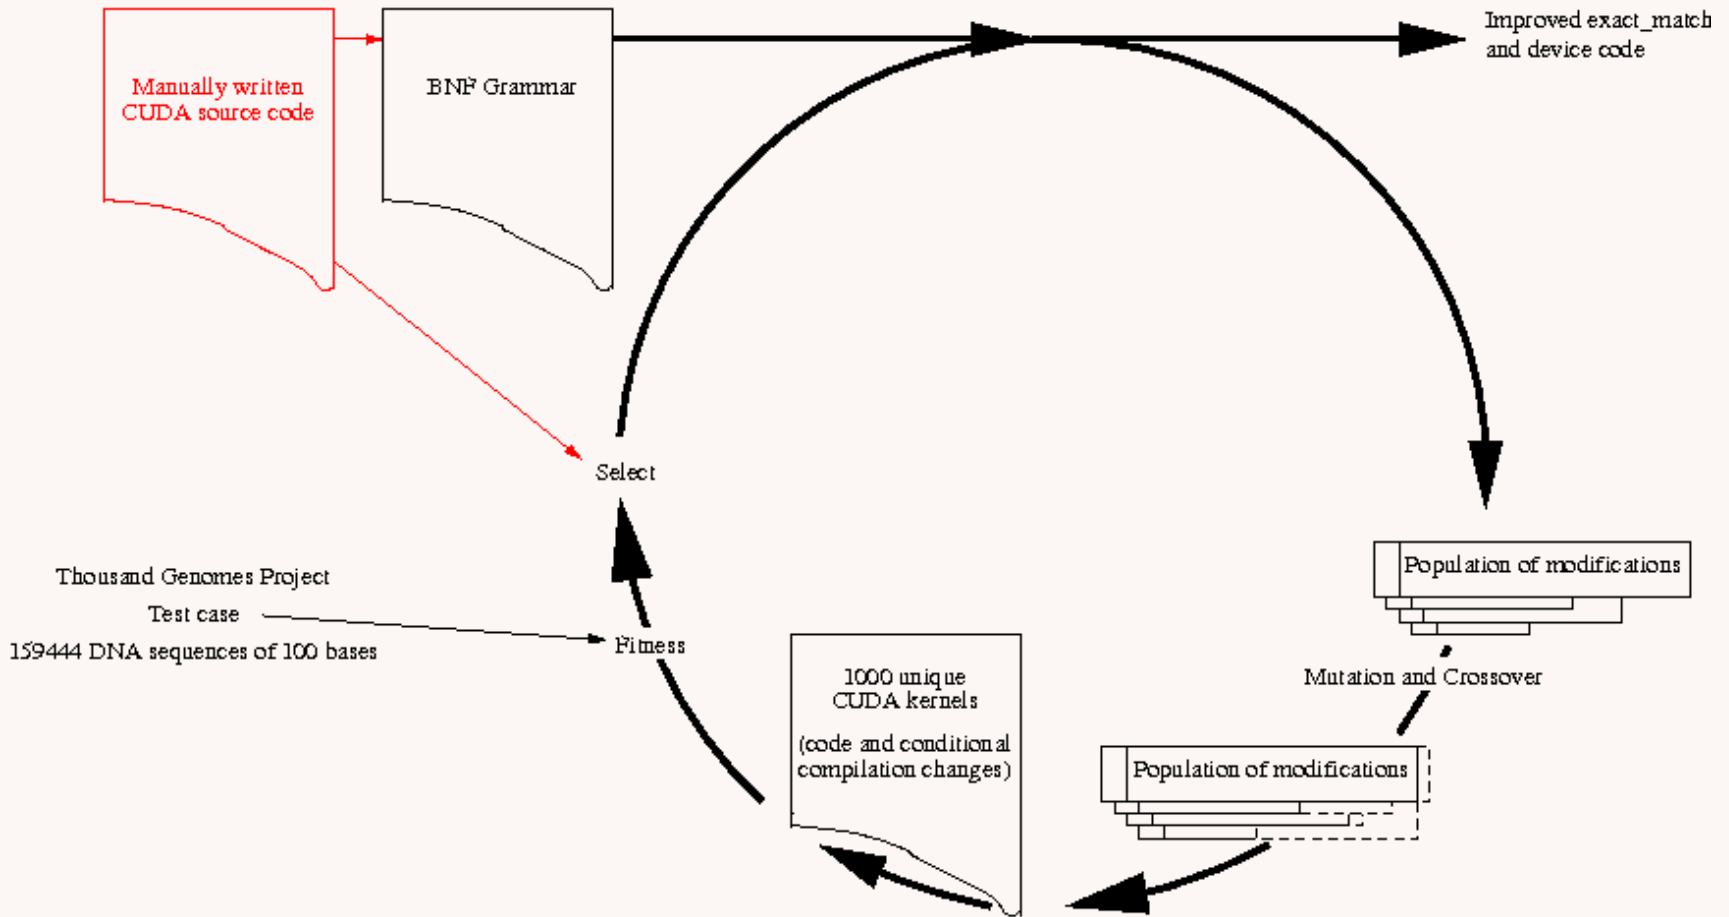 Manually written
CUDA source code
BNF Grammar
Improved exact_match
and device code
Select
Thousand Genomes Project
Test case
159444 DNA sequences of 100 bases
Fitness
1000 unique
CUDA kernels
(code and conditional
compilation changes)
Population of modifications
Mutation and Crossover
Population of modifications